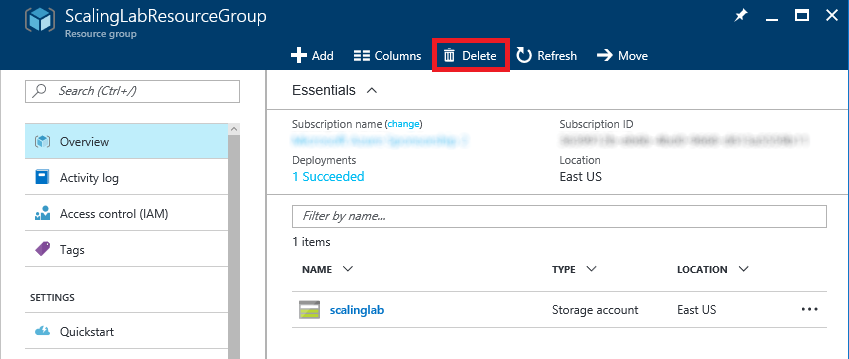 ScalingLabResourceGroup
Resource group
Add Columns Delete Refresh Move
Search (Ctrl+/)
Overview
Activity log
Access control (IAM)
Tags
SETTINGS
Quickstart
Essentials
Subscription name (change) Subscription ID
Deployments Location
1 Succeeded East US
Filter by name...
1 items
NAME TYPE LOCATION
scalinglab Storage account East US ...